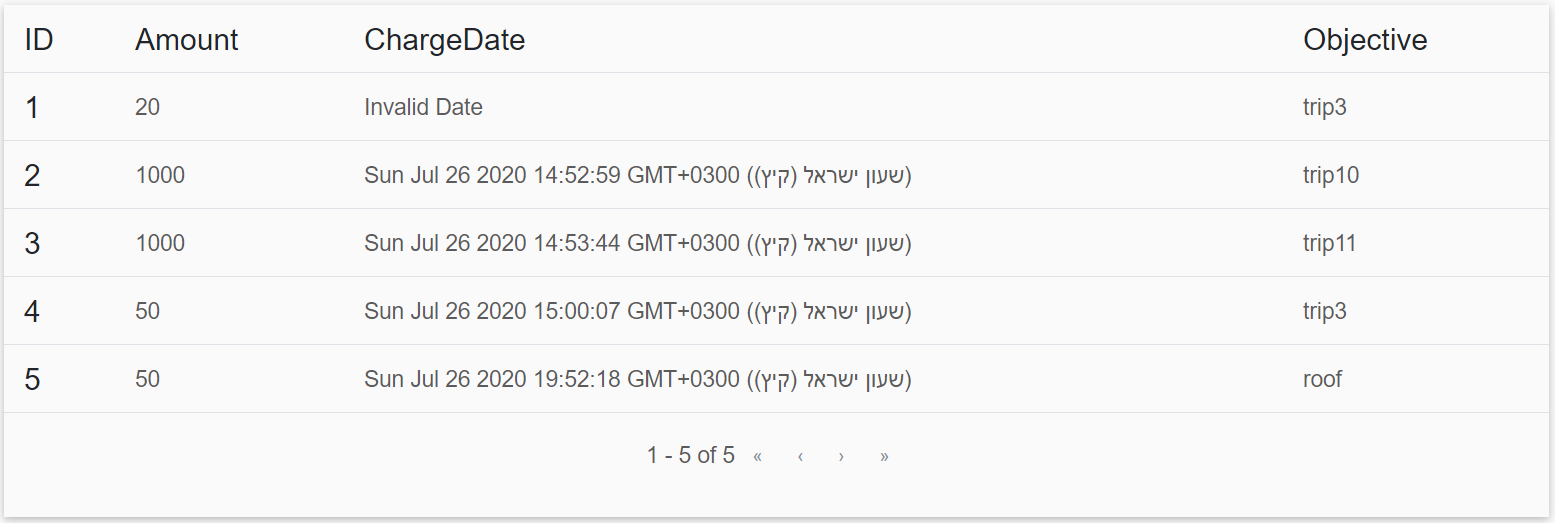 ID Amount ChargeDate Objective
1 20 Invalid Date trip3
2 1000 Sun Jul 26 2020 14:52:59 GMT+0300 (שעון ישראל (קיץ)) trip10
3 1000 Sun Jul 26 2020 14:53:44 GMT+0300 (שעון ישראל (קיץ)) trip11
4 50 Sun Jul 26 2020 15:00:07 GMT+0300 (שעון ישראל (קיץ)) trip3
5 50 Sun Jul 26 2020 19:52:18 GMT+0300 (שעון ישראל (קיץ)) roof
1 - 5 of 5 « ‹ › »